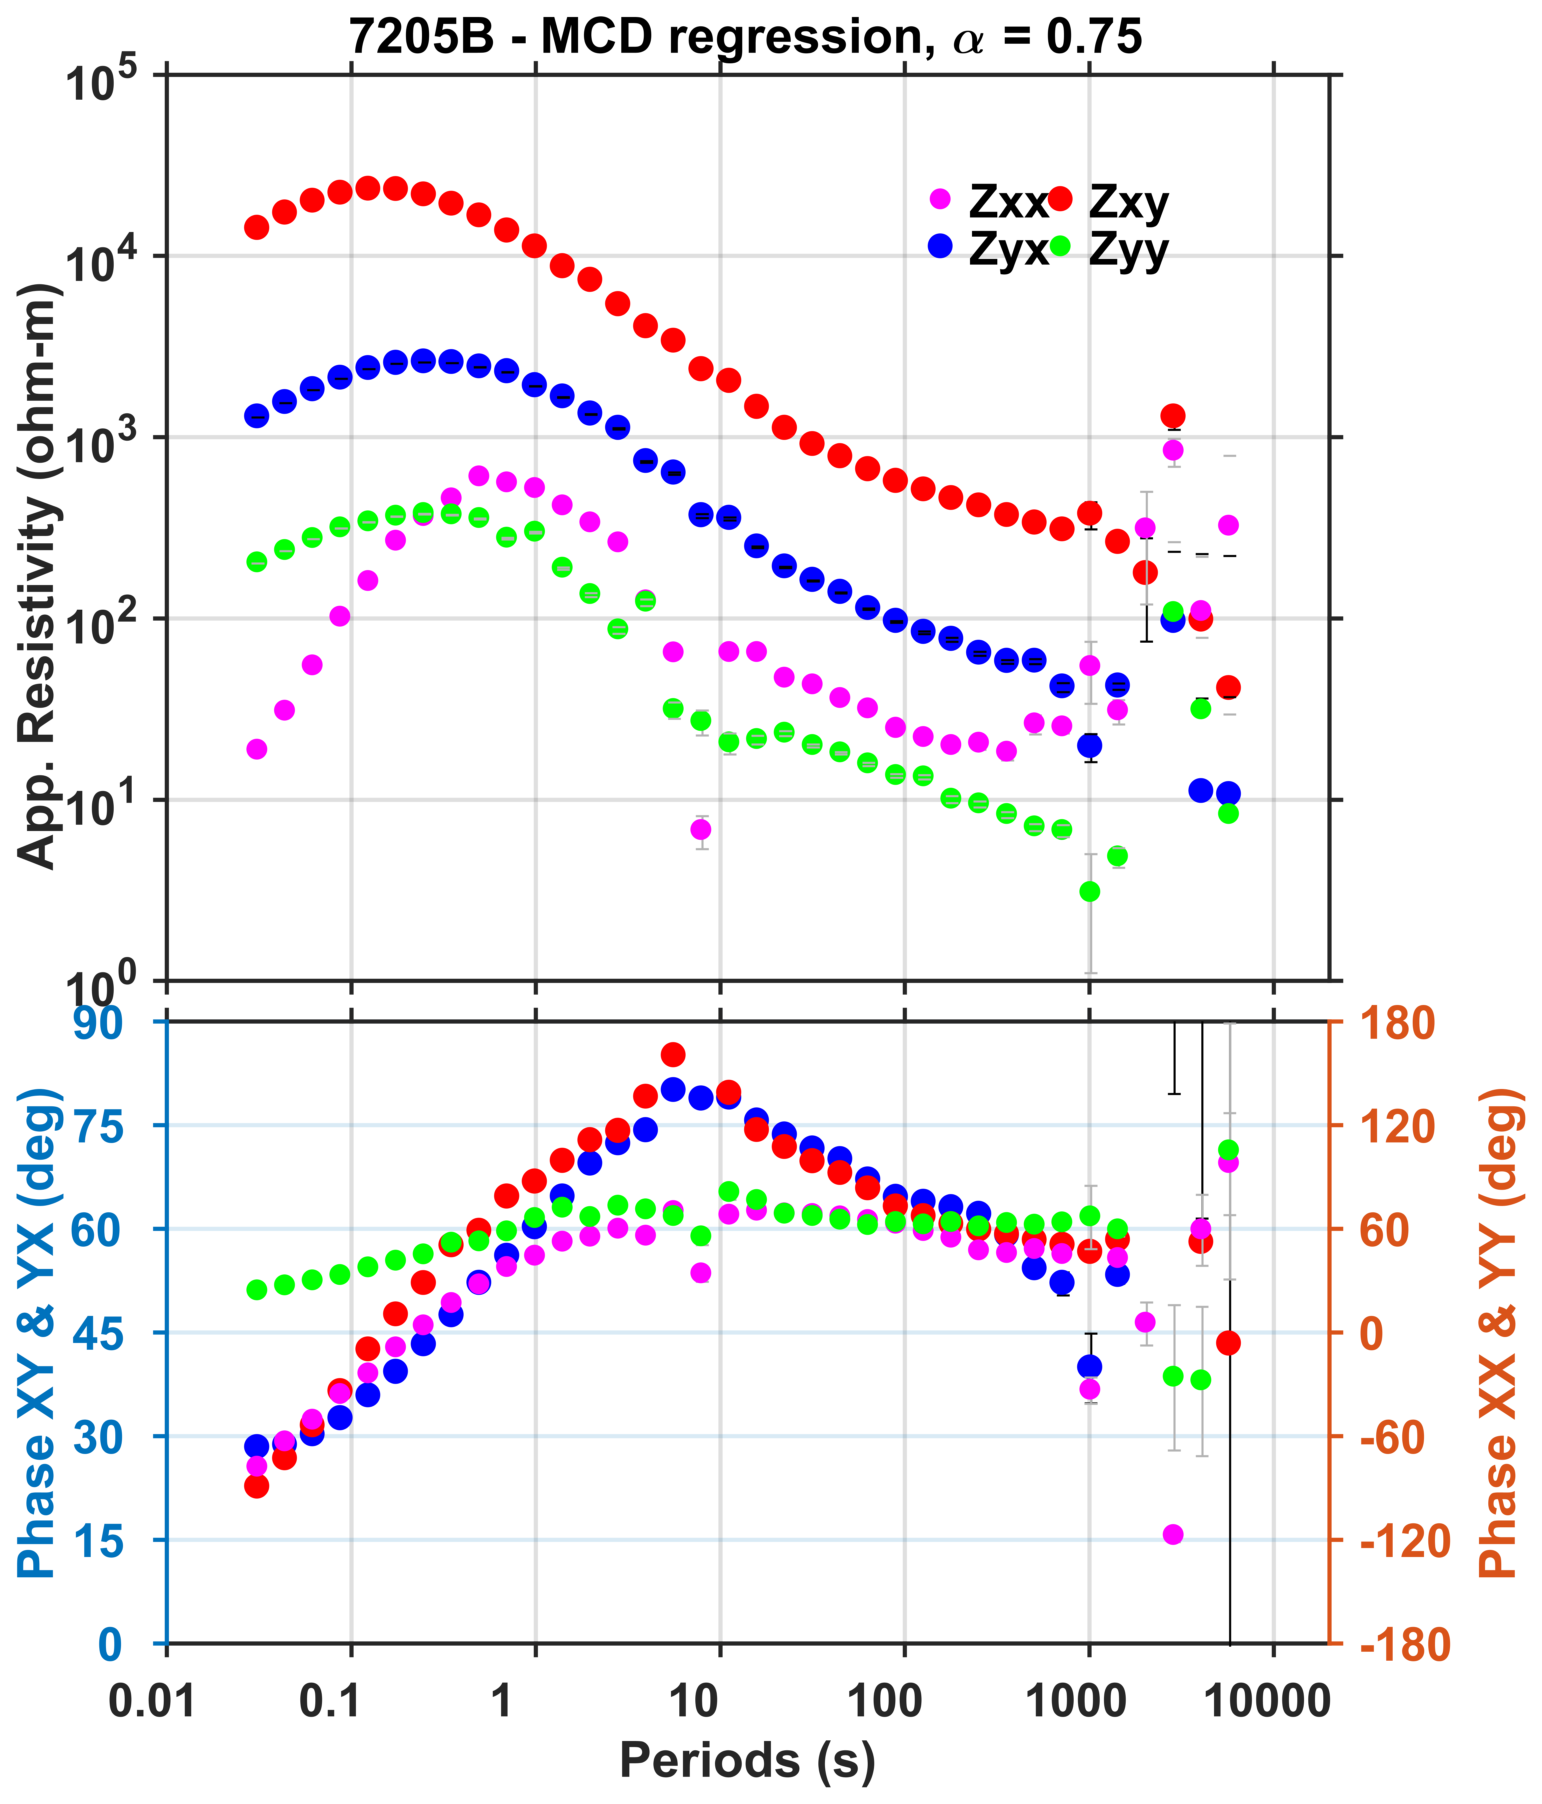 7205B - MCD regression, α = 0.75
10^5
10^4
10^3
10^2
10^1
10^0
App. Resistivity (ohm-m)
Zxx Zxy
Zyx Zyy
90
75
60
45
30
15
0
Phase XY & YX (deg)
180
120
60
0
-60
-120
-180
Phase XX & YY (deg)
0.01 0.1 1 10 100 1000 10000
Periods (s)